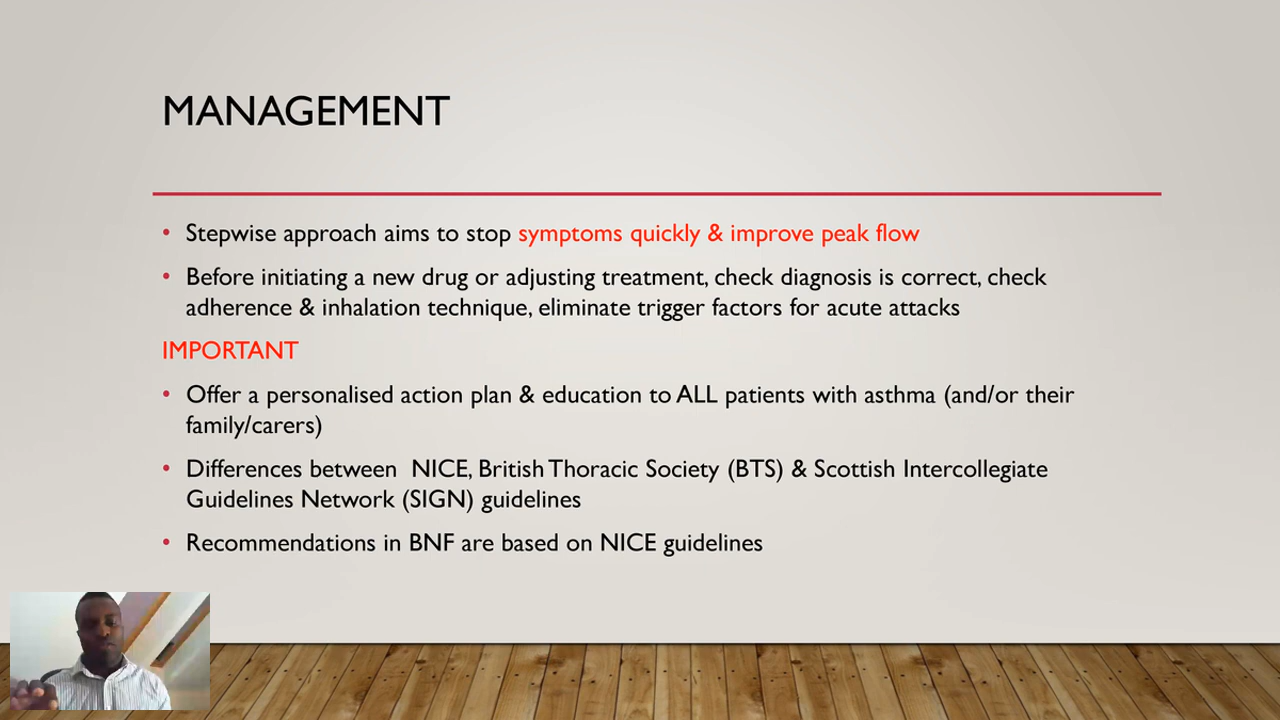 MANAGEMENT
• Stepwise approach aims to stop symptoms quickly & improve peak flow
• Before initiating a new drug or adjusting treatment, check diagnosis is correct, check
adherence & inhalation technique, eliminate trigger factors for acute attacks
IMPORTANT
• Offer a personalised action plan & education to ALL patients with asthma (and/or their
family/carers)
• Differences between  NICE, British Thoracic Society (BTS) & Scottish Intercollegiate
Guidelines Network (SIGN) guidelines
• Recommendations in BNF are based on NICE guidelines